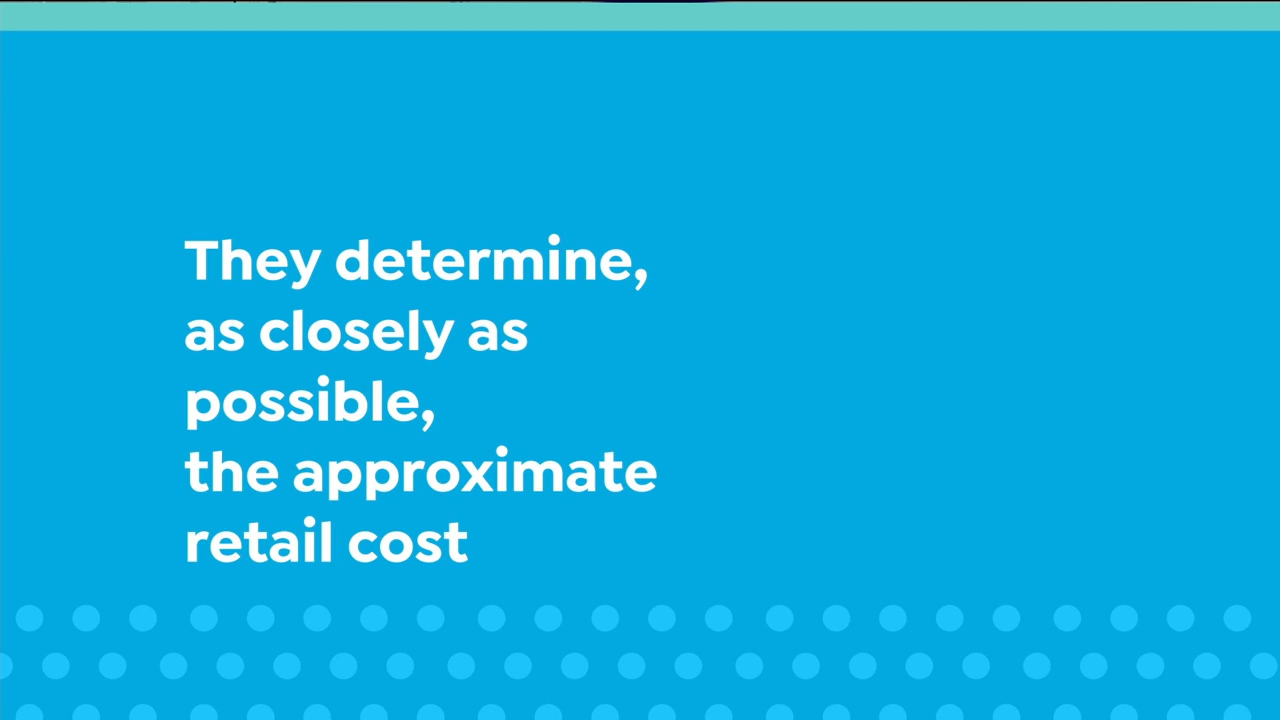 They determine,
as closely as
possible,
the approximate
retail cost